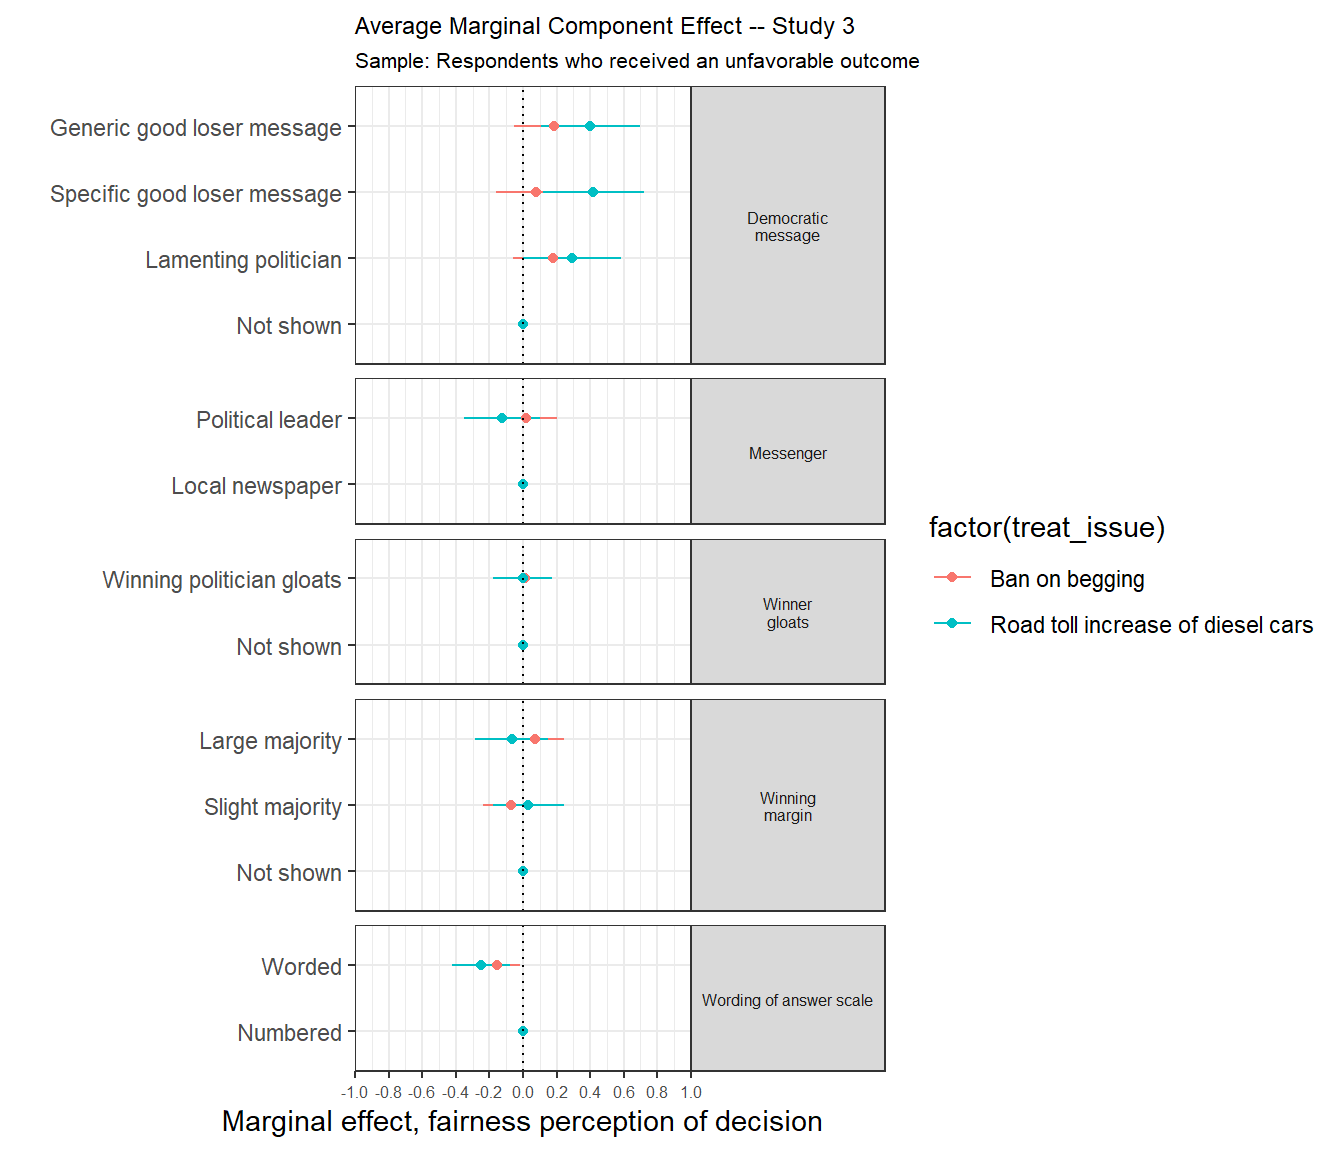 Average Marginal Component Effect -- Study 3
Sample: Respondents who received an unfavorable outcome
Generic good loser message
Specific good loser message
Lamenting politician
Not shown
Democratic
message
Political leader
Local newspaper
Messenger
Winning politician gloats
Not shown
Winner
gloats
Large majority
Slight majority
Not shown
Winning
margin
Worded
Numbered
Wording of answer scale
-1.0 -0.8 -0.6 -0.4 -0.2 0.0 0.2 0.4 0.6 0.8 1.0
Marginal effect, fairness perception of decision
factor(treat_issue)
Ban on begging
Road toll increase of diesel cars